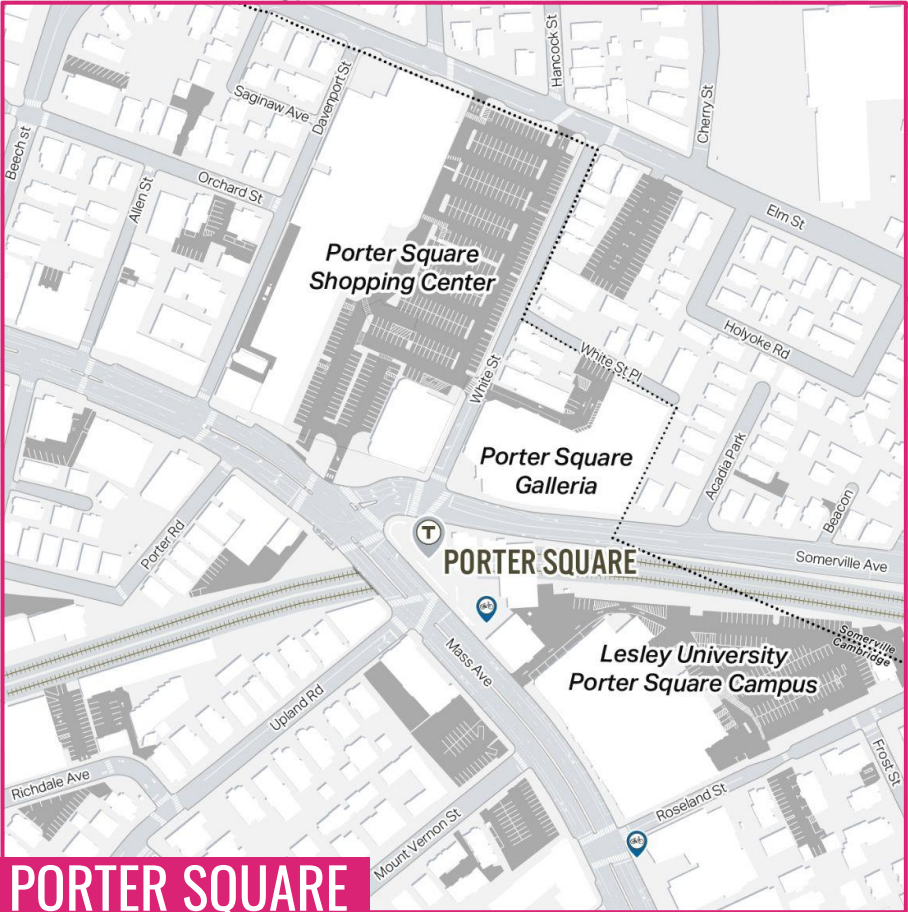 Hancock St
Cherry St
Davenport St
Saginaw Ave
Beech st
Allen St
Orchard St
Elm St
Porter Square
Shopping Center
Holyoke Rd
White St Pl
White St
Acadia Park
Porter Square
Galleria
Beacon
Porter Rd
T
PORTER SQUARE
Somerville Ave
Somerville
Cambridge
Mass Ave
Lesley University
Porter Square Campus
Upland Rd
Frost St
Richdale Ave
Roseland St
Mount Vernon St
PORTER SQUARE